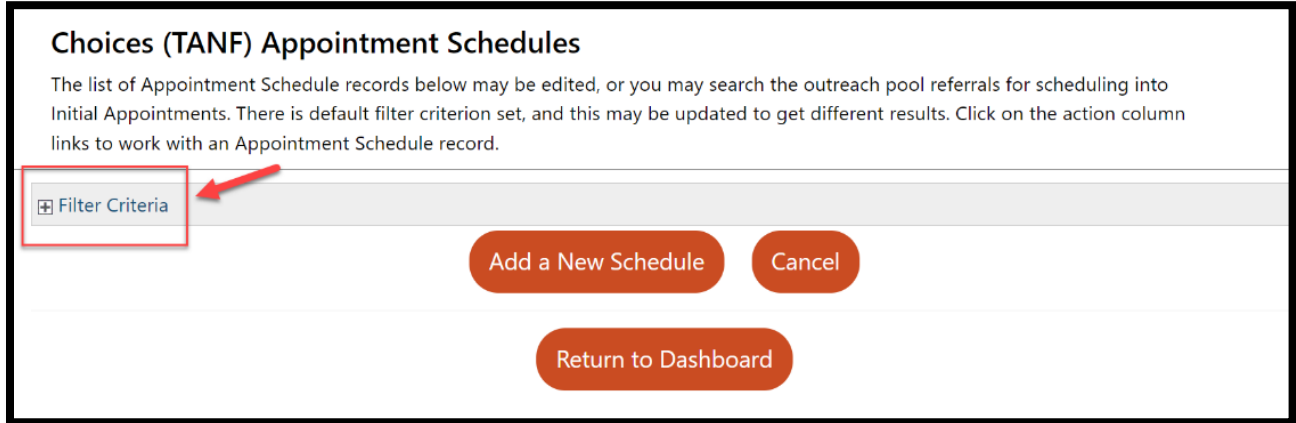 Choices (TANF) Appointment Schedules
The list of Appointment Schedule records below may be edited, or you may search the outreach pool referrals for scheduling into
Initial Appointments. There is default filter criterion set, and this may be updated to get different results. Click on the action column
links to work with an Appointment Schedule record.
Filter Criteria
Add a New Schedule Cancel
Return to Dashboard